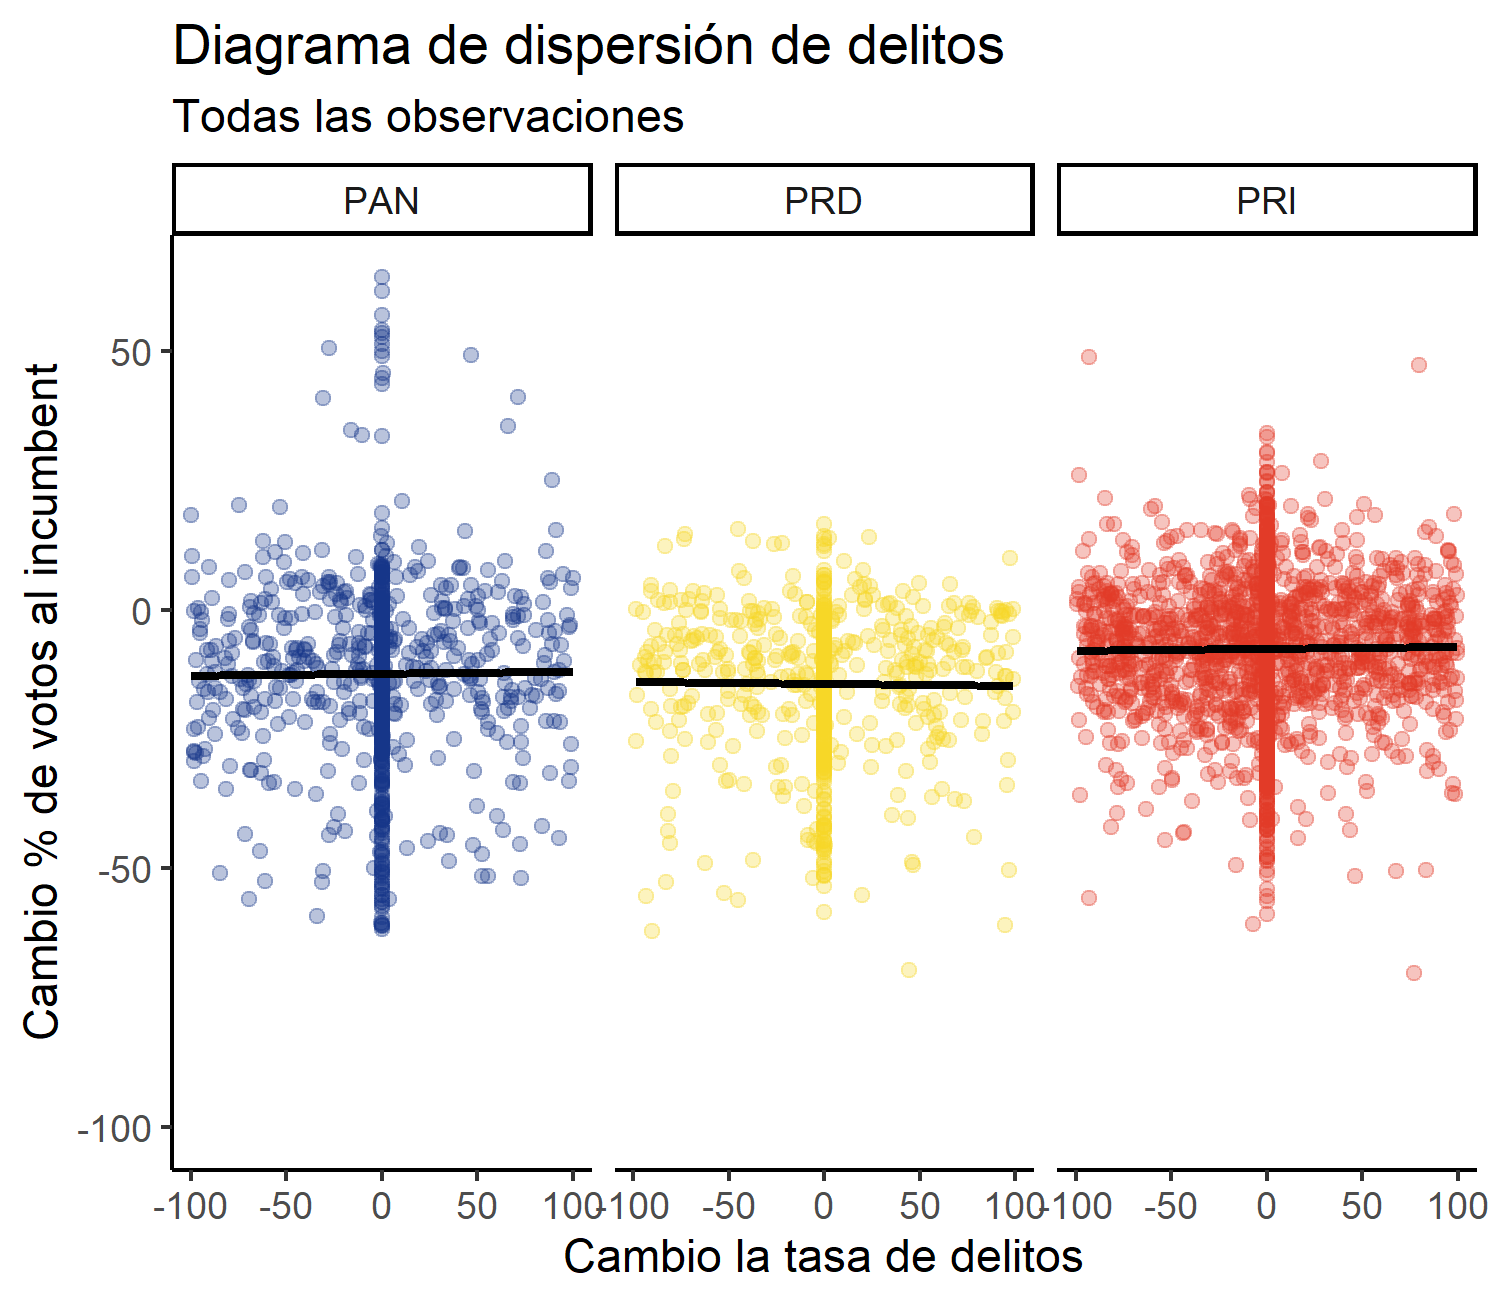 Diagrama de dispersión de delitos
Todas las observaciones
PAN PRD PRI
Cambio % de votos al incumbent
50
0
-50
-100
-100 -50 0 50 100 -100 -50 0 50 100 -100 -50 0 50 100
Cambio la tasa de delitos